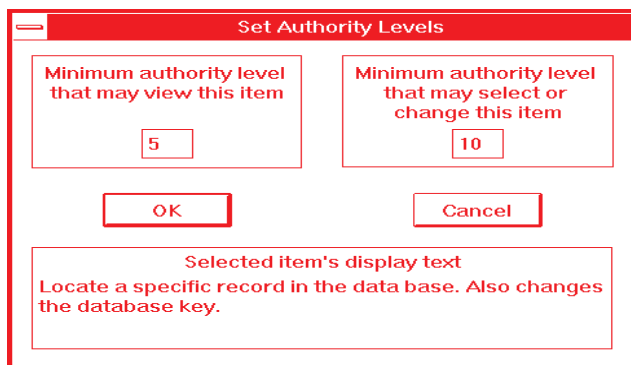 Set Authority Levels
Minimum authority level
that may view this item
5
Minimum authority level
that may select or
change this item
10
OK
Cancel
Selected item's display text
Locate a specific record in the data base. Also changes
the database key.